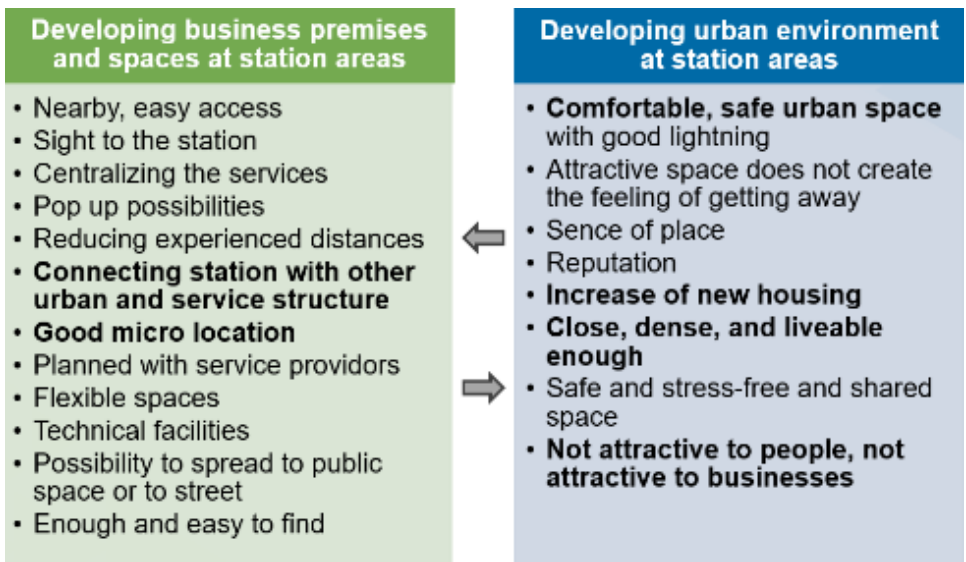 Developing business premises
and spaces at station areas
• Nearby, easy access
• Sight to the station
• Centralizing the services
• Pop up possibilities
• Reducing experienced distances
• Connecting station with other
urban and service structure
• Good micro location
• Planned with service providors
• Flexible spaces
• Technical facilities
• Possibility to spread to public
space or to street
• Enough and easy to find
Developing urban environment
at station areas
• Comfortable, safe urban space
with good lightning
• Attractive space does not create
the feeling of getting away
• Sence of place
• Reputation
• Increase of new housing
• Close, dense, and liveable
enough
• Safe and stress-free and shared
space
• Not attractive to people, not
attractive to businesses